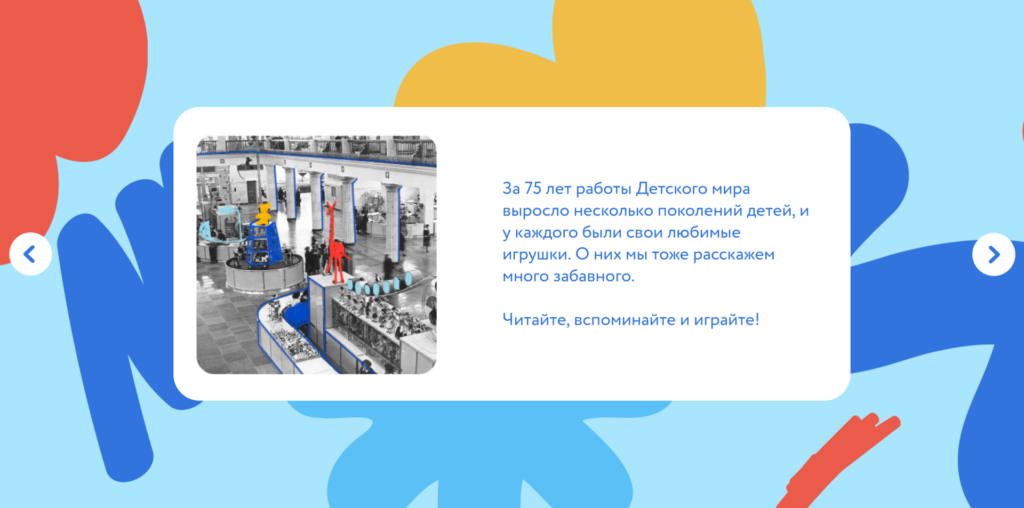 За 75 лет работы Детского мира
выросло несколько поколений детей, и
у каждого были свои любимые
игрушки. О них мы тоже расскажем
много забавного.
Читайте, вспоминайте и играйте!